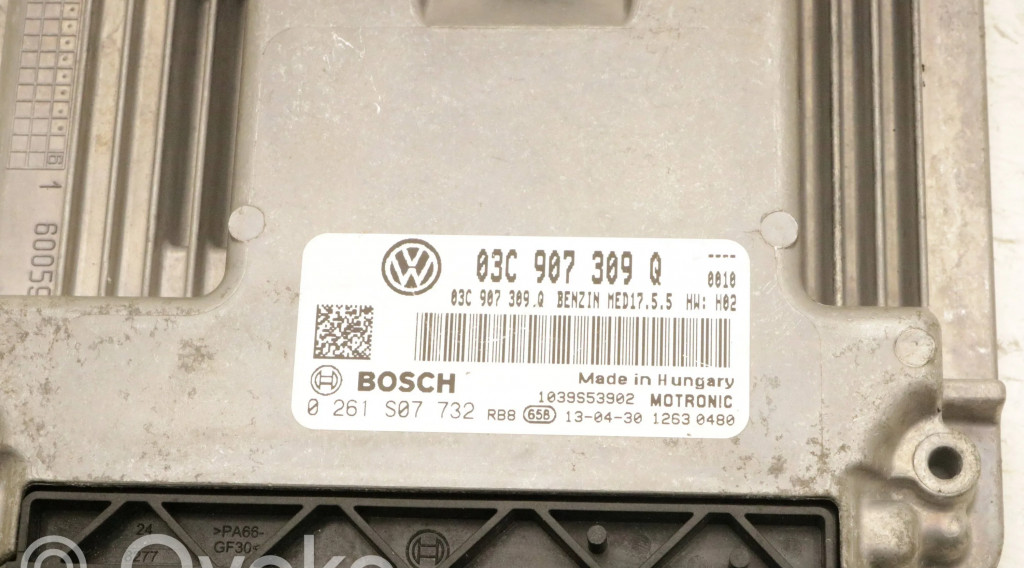 B 1 6005
03C 907 309 Q ----
0010
03C 907 309.Q BENZIN MED17.5.5 HW: H02
BOSCH
Made in Hungary
1039S53902 MOTRONIC
0 261 S07 732 RB8 658 13-04-30 1263 0480
24
>PA66-
GF30<